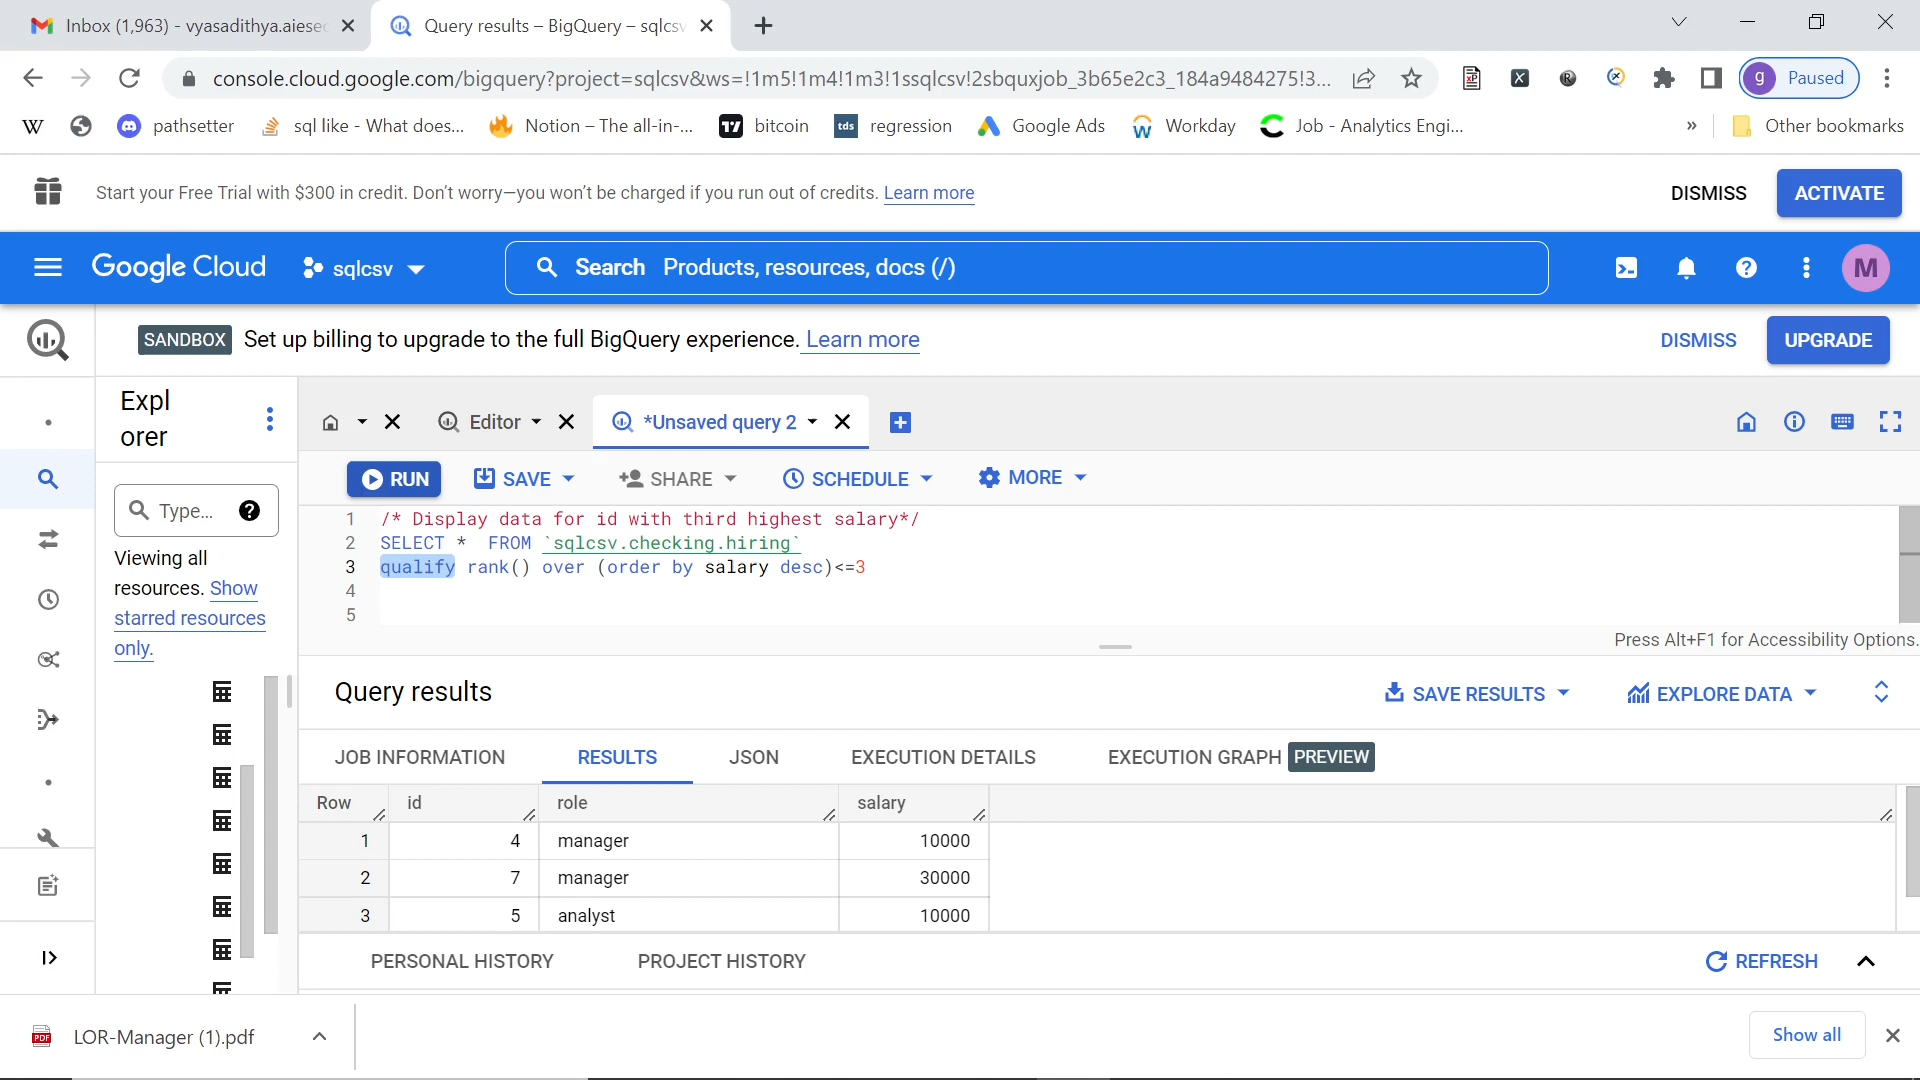 Inbox (1,963) - vyasadithya.aiesec
Query results – BigQuery – sqlcsv
console.cloud.google.com/bigquery?project=sqlcsv&ws=!1m5!1m4!1m3!1ssqlcsv!2sbquxjob_3b65e2c3_184a9484275!3...
g Paused
W pathsetter sql like - What does... Notion – The all-in-... bitcoin tds regression Google Ads Workday Job - Analytics Engi... » Other bookmarks
Start your Free Trial with $300 in credit. Don't worry—you won't be charged if you run out of credits. Learn more DISMISS ACTIVATE
Google Cloud sqlcsv Search Products, resources, docs (/) M
SANDBOX Set up billing to upgrade to the full BigQuery experience. Learn more DISMISS UPGRADE
Expl
orer
Type...
Viewing all
resources. Show
starred resources
only.
Editor *Unsaved query 2
RUN SAVE SHARE SCHEDULE MORE
1 /* Display data for id with third highest salary*/
2 SELECT * FROM `sqlcsv.checking.hiring`
3 qualify rank() over (order by salary desc)<=3
4
5
Press Alt+F1 for Accessibility Options.
Query results SAVE RESULTS EXPLORE DATA
JOB INFORMATION RESULTS JSON EXECUTION DETAILS EXECUTION GRAPH PREVIEW
Row id role salary
1 4 manager 10000
2 7 manager 30000
3 5 analyst 10000
PERSONAL HISTORY PROJECT HISTORY REFRESH
PDF LOR-Manager (1).pdf Show all